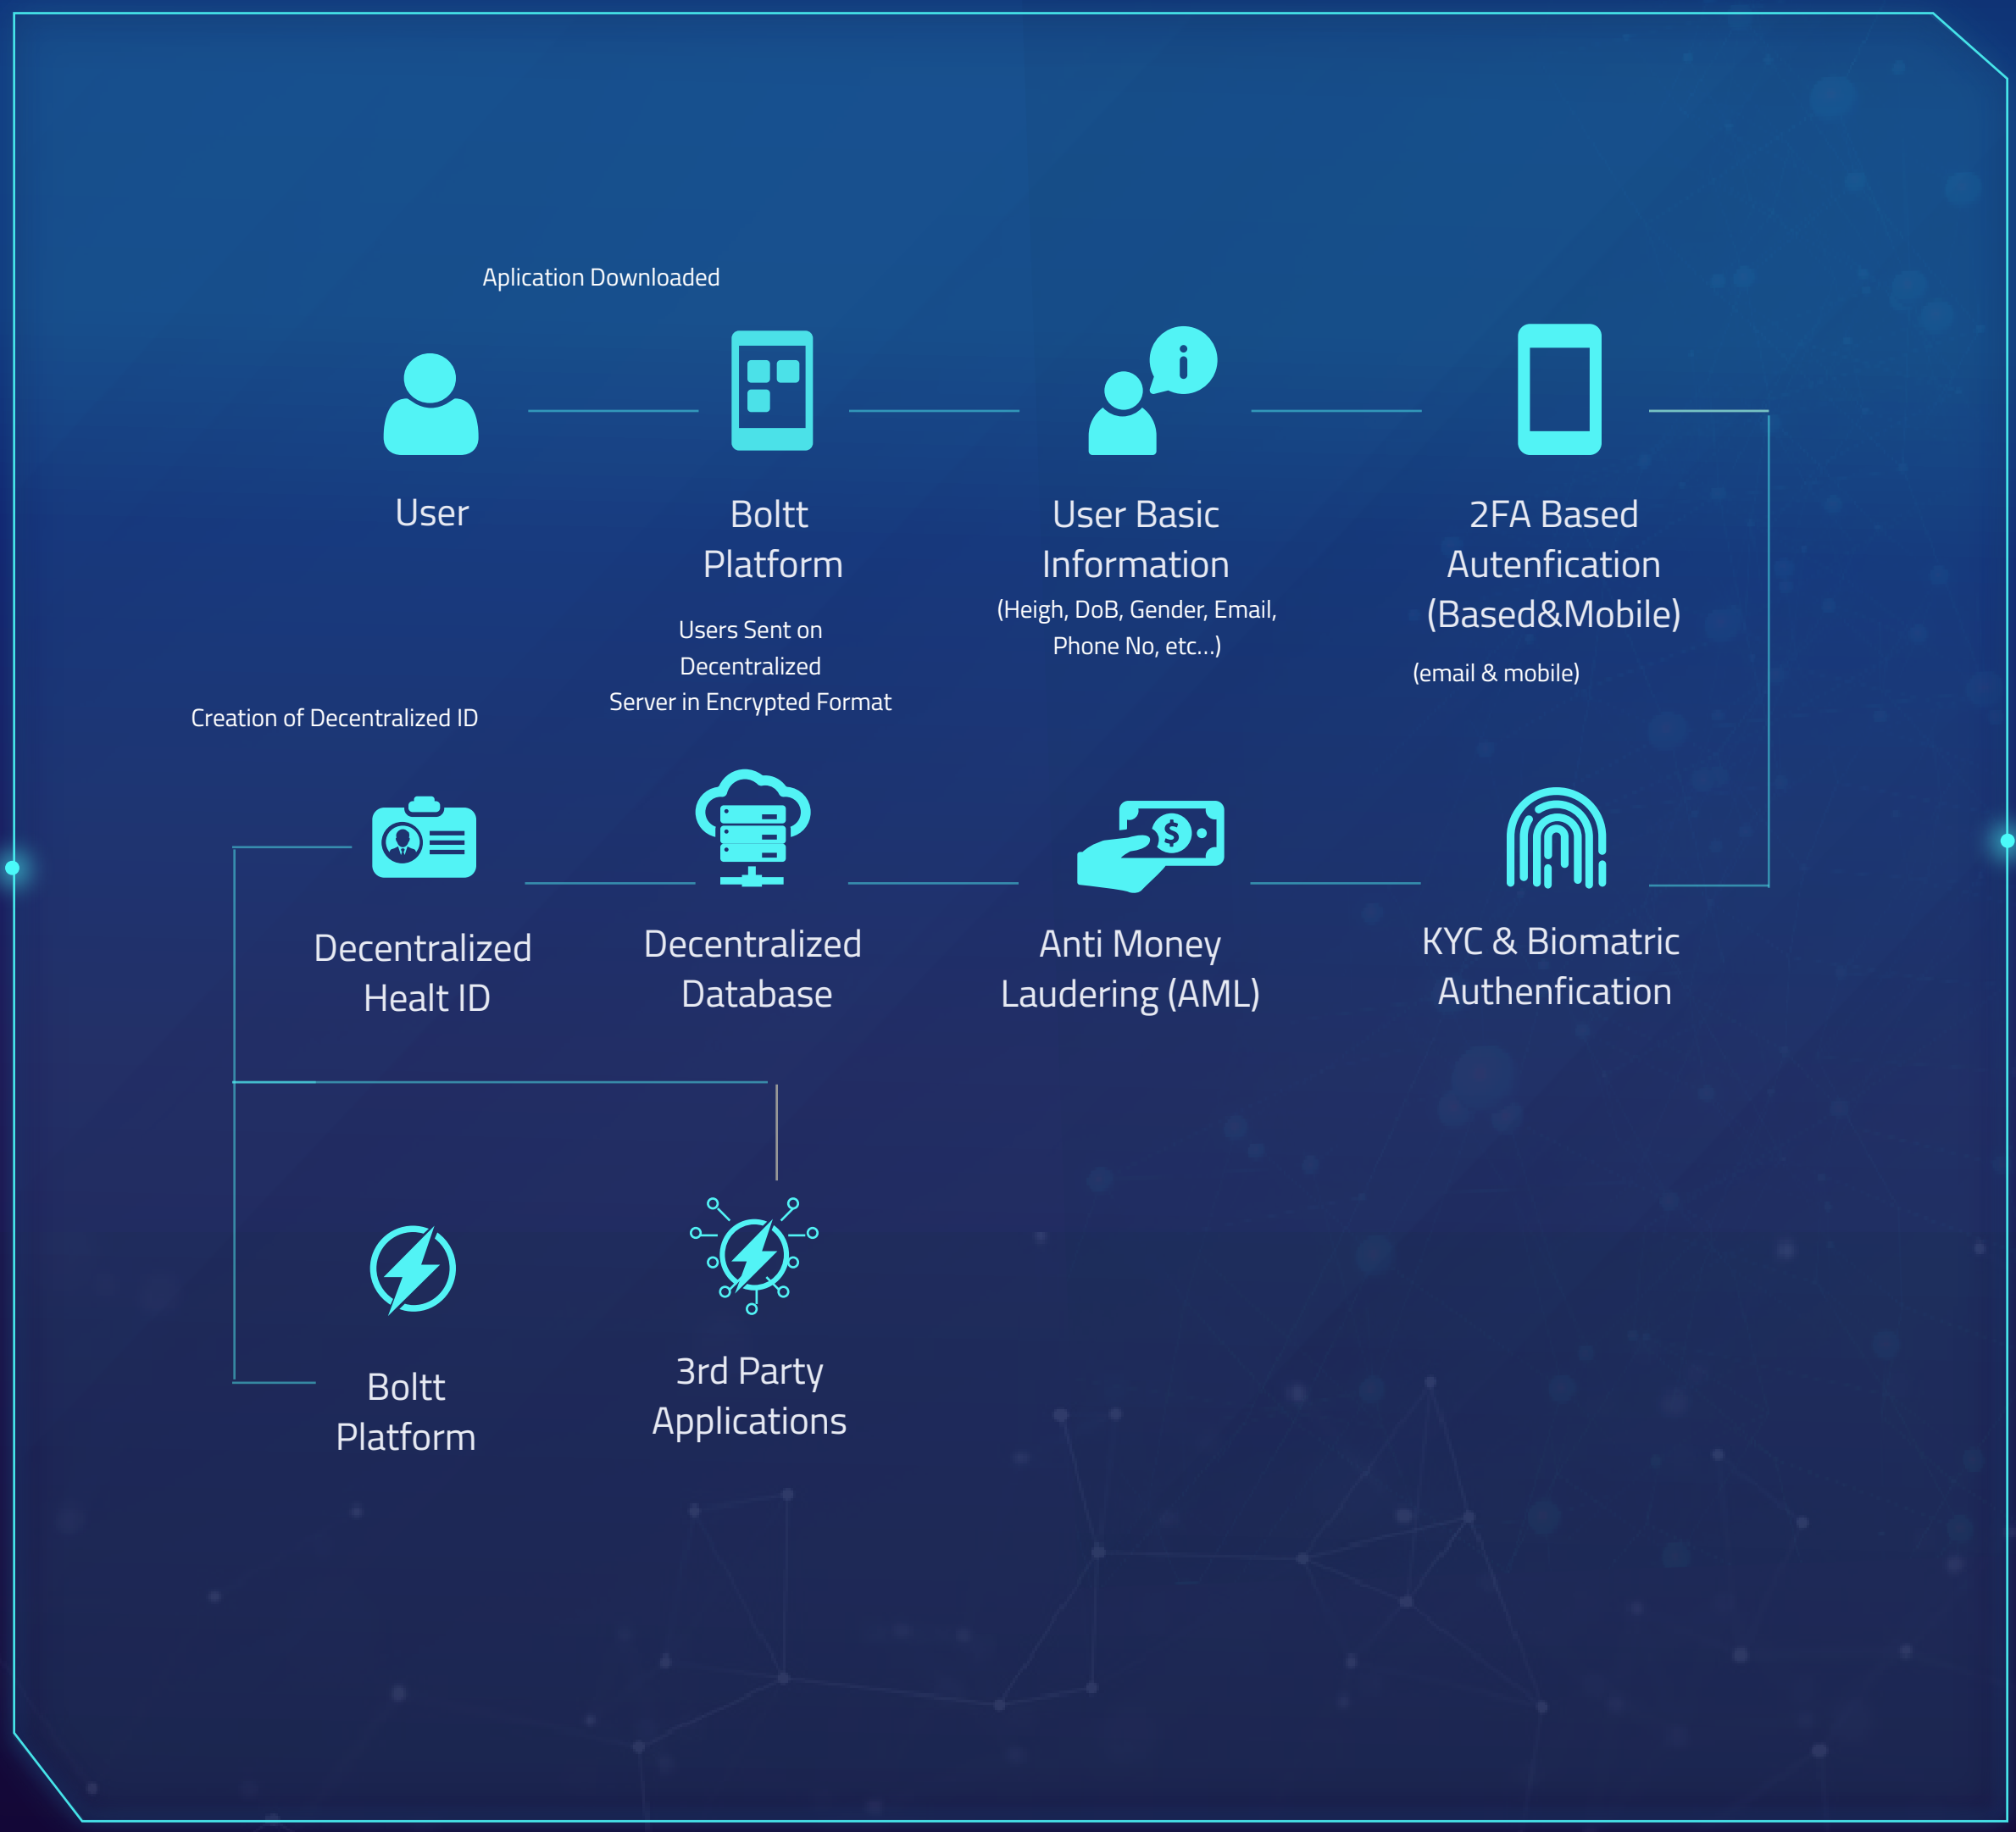 Aplication Downloaded
User
Boltt
Platform
User Basic
Information
(Heigh, DoB, Gender, Email,
Phone No, etc...)
2FA Based
Autenfication
(Based&Mobile)
(email & mobile)
Users Sent on
Decentralized
Server in Encrypted Format
Creation of Decentralized ID
Decentralized
Healt ID
Decentralized
Database
Anti Money
Laudering (AML)
KYC & Biomatric
Authenfication
Boltt
Platform
3rd Party
Applications